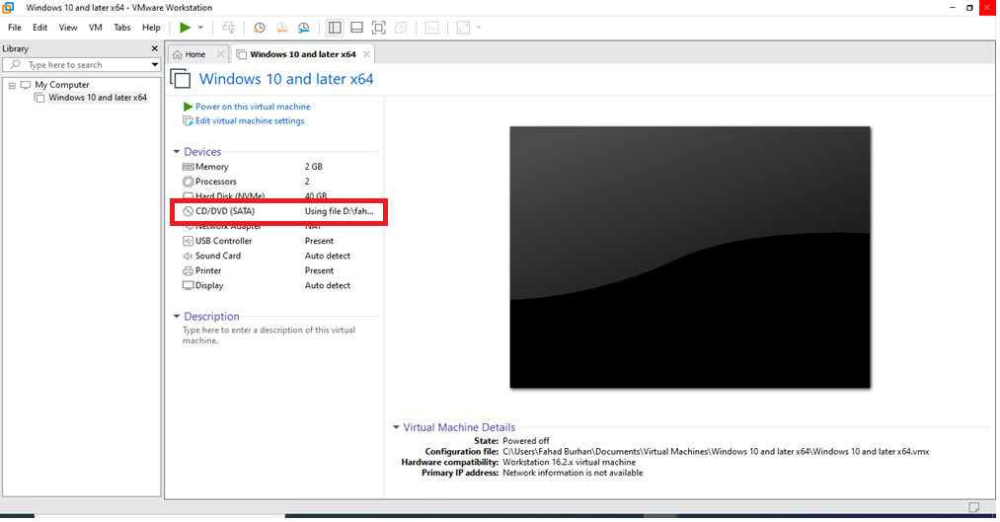 Windows 10 and later x64 - VMware Workstation
File Edit View VM Tabs Help
Library
Type here to search
My Computer
Windows 10 and later x64
Home
Windows 10 and later x64
Windows 10 and later x64
Power on this virtual machine
Edit virtual machine settings
Devices
Memory 2 GB
Processors 2
Hard Disk (NVMe) 40 GB
CD/DVD (SATA) Using file D:\fah...
Network Adapter NAT
USB Controller Present
Sound Card Auto detect
Printer Present
Display Auto detect
Description
Type here to enter a description of this virtual
machine.
Virtual Machine Details
State: Powered off
Configuration file: C:\Users\Fahad Burhan\Documents\Virtual Machines\Windows 10 and later x64\Windows 10 and later x64.vmx
Hardware compatibility: Workstation 16.2.x virtual machine
Primary IP address: Network information is not available